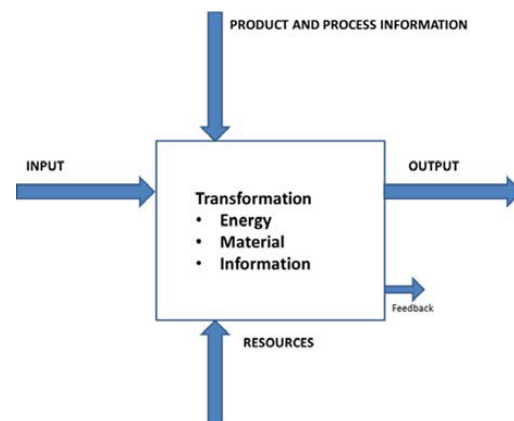 PRODUCT AND PROCESS INFORMATION
INPUT
OUTPUT
Transformation
• Energy
• Material
• Information
Feedback
RESOURCES